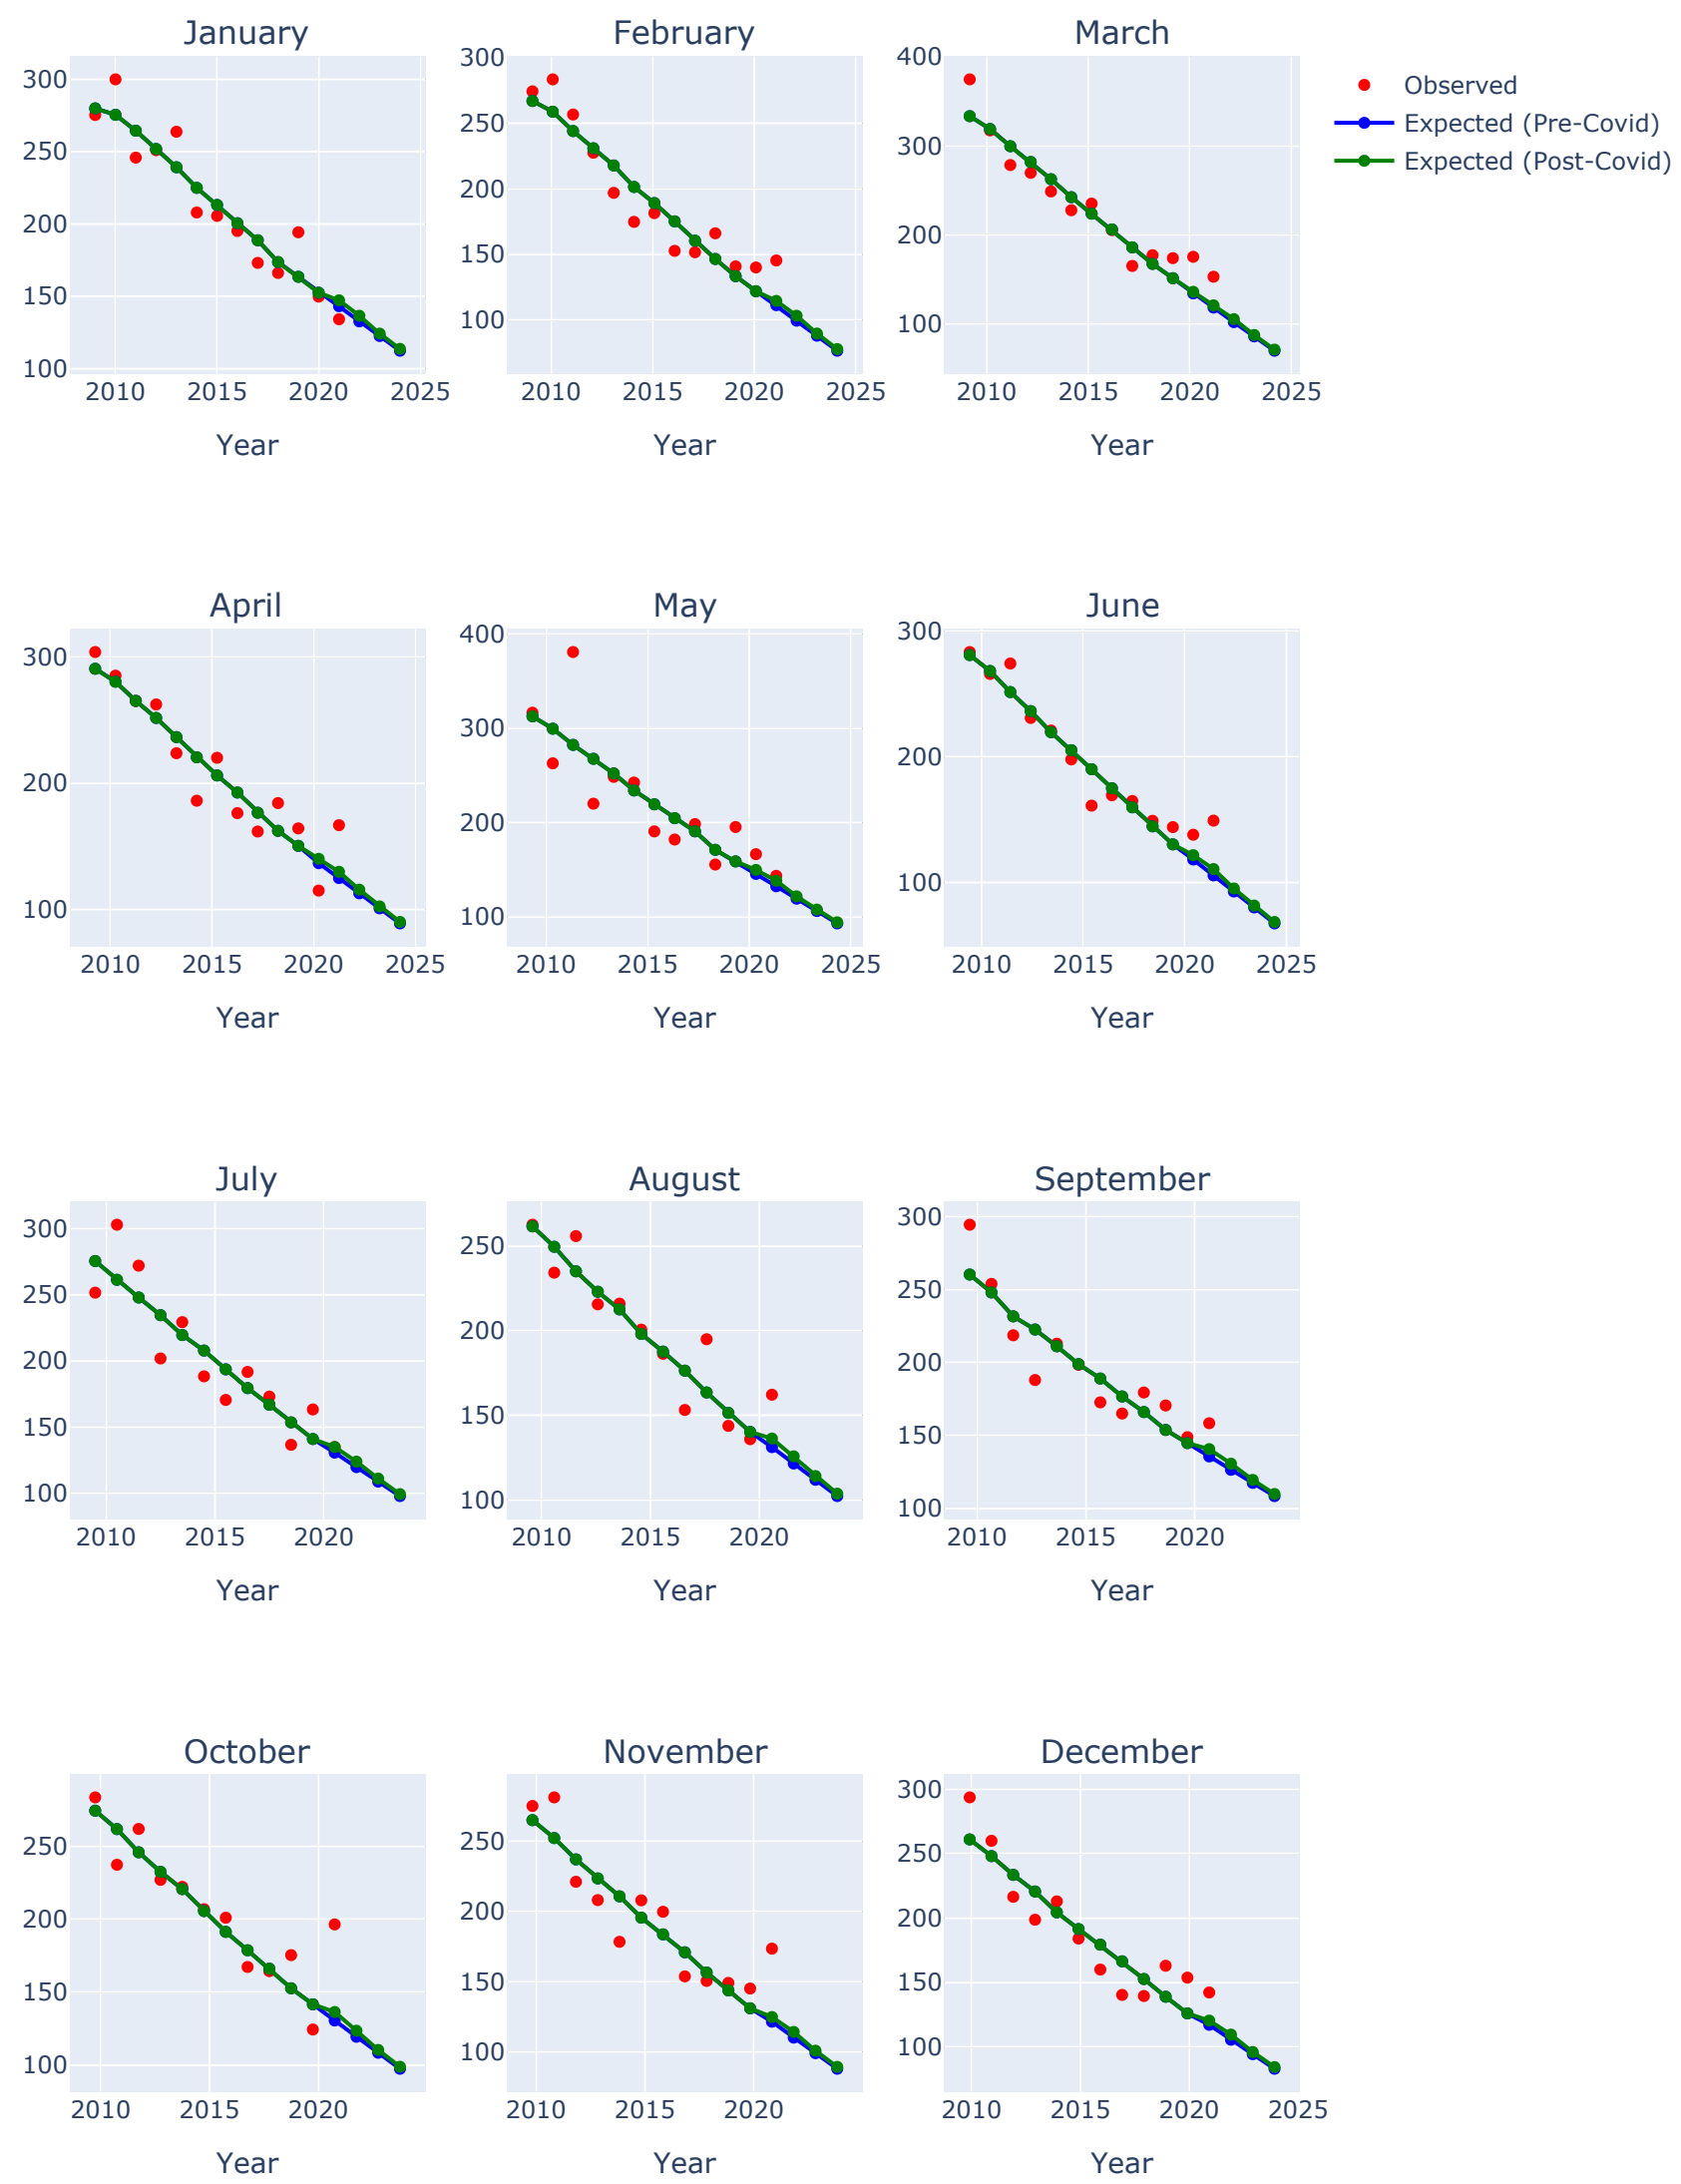 January February March
300
250
200
150
100
2010 2015 2020 2025
Year
300
250
200
150
100
2010 2015 2020 2025
Year
400
300
200
100
2010 2015 2020 2025
Year
Observed
Expected (Pre-Covid)
Expected (Post-Covid)
April May June
300
200
100
2010 2015 2020 2025
Year
400
300
200
100
2010 2015 2020 2025
Year
300
200
100
2010 2015 2020 2025
Year
July August September
300
250
200
150
100
2010 2015 2020
Year
250
200
150
100
2010 2015 2020
Year
300
250
200
150
100
2010 2015 2020
Year
October November December
250
200
150
100
2010 2015 2020
Year
250
200
150
100
2010 2015 2020
Year
300
250
200
150
100
2010 2015 2020 2025
Year